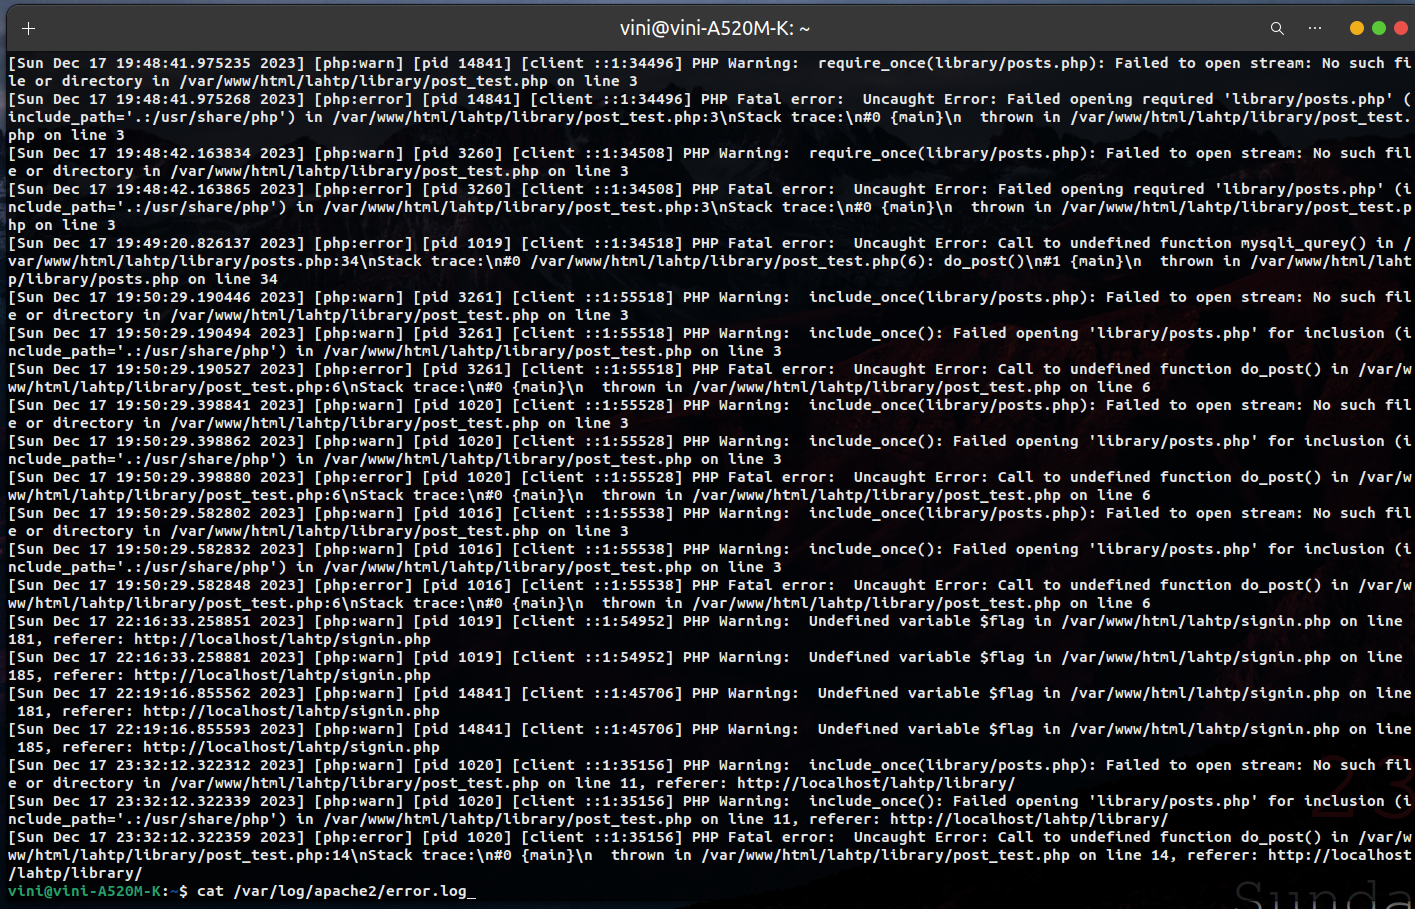 vini@vini-A520M-K: ~
[Sun Dec 17 19:48:41.975235 2023] [php:warn] [pid 14841] [client ::1:34496] PHP Warning:  require_once(library/posts.php): Failed to open stream: No such fi
le or directory in /var/www/html/lahtp/library/post_test.php on line 3
[Sun Dec 17 19:48:41.975268 2023] [php:error] [pid 14841] [client ::1:34496] PHP Fatal error:  Uncaught Error: Failed opening required 'library/posts.php' (
include_path='.:/usr/share/php') in /var/www/html/lahtp/library/post_test.php:3\nStack trace:\n#0 {main}\n  thrown in /var/www/html/lahtp/library/post_test.
php on line 3
[Sun Dec 17 19:48:42.163834 2023] [php:warn] [pid 3260] [client ::1:34508] PHP Warning:  require_once(library/posts.php): Failed to open stream: No such fil
e or directory in /var/www/html/lahtp/library/post_test.php on line 3
[Sun Dec 17 19:48:42.163865 2023] [php:error] [pid 3260] [client ::1:34508] PHP Fatal error:  Uncaught Error: Failed opening required 'library/posts.php' (i
nclude_path='.:/usr/share/php') in /var/www/html/lahtp/library/post_test.php:3\nStack trace:\n#0 {main}\n  thrown in /var/www/html/lahtp/library/post_test.p
hp on line 3
[Sun Dec 17 19:49:20.826137 2023] [php:error] [pid 1019] [client ::1:34518] PHP Fatal error:  Uncaught Error: Call to undefined function mysqli_qurey() in /
var/www/html/lahtp/library/posts.php:34\nStack trace:\n#0 /var/www/html/lahtp/library/post_test.php(6): do_post()\n#1 {main}\n  thrown in /var/www/html/laht
p/library/posts.php on line 34
[Sun Dec 17 19:50:29.190446 2023] [php:warn] [pid 3261] [client ::1:55518] PHP Warning:  include_once(library/posts.php): Failed to open stream: No such fil
e or directory in /var/www/html/lahtp/library/post_test.php on line 3
[Sun Dec 17 19:50:29.190494 2023] [php:warn] [pid 3261] [client ::1:55518] PHP Warning:  include_once(): Failed opening 'library/posts.php' for inclusion (i
nclude_path='.:/usr/share/php') in /var/www/html/lahtp/library/post_test.php on line 3
[Sun Dec 17 19:50:29.190527 2023] [php:error] [pid 3261] [client ::1:55518] PHP Fatal error:  Uncaught Error: Call to undefined function do_post() in /var/w
ww/html/lahtp/library/post_test.php:6\nStack trace:\n#0 {main}\n  thrown in /var/www/html/lahtp/library/post_test.php on line 6
[Sun Dec 17 19:50:29.398841 2023] [php:warn] [pid 1020] [client ::1:55528] PHP Warning:  include_once(library/posts.php): Failed to open stream: No such fil
e or directory in /var/www/html/lahtp/library/post_test.php on line 3
[Sun Dec 17 19:50:29.398862 2023] [php:warn] [pid 1020] [client ::1:55528] PHP Warning:  include_once(): Failed opening 'library/posts.php' for inclusion (i
nclude_path='.:/usr/share/php') in /var/www/html/lahtp/library/post_test.php on line 3
[Sun Dec 17 19:50:29.398880 2023] [php:error] [pid 1020] [client ::1:55528] PHP Fatal error:  Uncaught Error: Call to undefined function do_post() in /var/w
ww/html/lahtp/library/post_test.php:6\nStack trace:\n#0 {main}\n  thrown in /var/www/html/lahtp/library/post_test.php on line 6
[Sun Dec 17 19:50:29.582802 2023] [php:warn] [pid 1016] [client ::1:55538] PHP Warning:  include_once(library/posts.php): Failed to open stream: No such fil
e or directory in /var/www/html/lahtp/library/post_test.php on line 3
[Sun Dec 17 19:50:29.582832 2023] [php:warn] [pid 1016] [client ::1:55538] PHP Warning:  include_once(): Failed opening 'library/posts.php' for inclusion (i
nclude_path='.:/usr/share/php') in /var/www/html/lahtp/library/post_test.php on line 3
[Sun Dec 17 19:50:29.582848 2023] [php:error] [pid 1016] [client ::1:55538] PHP Fatal error:  Uncaught Error: Call to undefined function do_post() in /var/w
ww/html/lahtp/library/post_test.php:6\nStack trace:\n#0 {main}\n  thrown in /var/www/html/lahtp/library/post_test.php on line 6
[Sun Dec 17 22:16:33.258851 2023] [php:warn] [pid 1019] [client ::1:54952] PHP Warning:  Undefined variable $flag in /var/www/html/lahtp/signin.php on line
181, referer: http://localhost/lahtp/signin.php
[Sun Dec 17 22:16:33.258881 2023] [php:warn] [pid 1019] [client ::1:54952] PHP Warning:  Undefined variable $flag in /var/www/html/lahtp/signin.php on line
185, referer: http://localhost/lahtp/signin.php
[Sun Dec 17 22:19:16.855562 2023] [php:warn] [pid 14841] [client ::1:45706] PHP Warning:  Undefined variable $flag in /var/www/html/lahtp/signin.php on line
 181, referer: http://localhost/lahtp/signin.php
[Sun Dec 17 22:19:16.855593 2023] [php:warn] [pid 14841] [client ::1:45706] PHP Warning:  Undefined variable $flag in /var/www/html/lahtp/signin.php on line
 185, referer: http://localhost/lahtp/signin.php
[Sun Dec 17 23:32:12.322312 2023] [php:warn] [pid 1020] [client ::1:35156] PHP Warning:  include_once(library/posts.php): Failed to open stream: No such fil
e or directory in /var/www/html/lahtp/library/post_test.php on line 11, referer: http://localhost/lahtp/library/
[Sun Dec 17 23:32:12.322339 2023] [php:warn] [pid 1020] [client ::1:35156] PHP Warning:  include_once(): Failed opening 'library/posts.php' for inclusion (i
nclude_path='.:/usr/share/php') in /var/www/html/lahtp/library/post_test.php on line 11, referer: http://localhost/lahtp/library/
[Sun Dec 17 23:32:12.322359 2023] [php:error] [pid 1020] [client ::1:35156] PHP Fatal error:  Uncaught Error: Call to undefined function do_post() in /var/w
ww/html/lahtp/library/post_test.php:14\nStack trace:\n#0 {main}\n  thrown in /var/www/html/lahtp/library/post_test.php on line 14, referer: http://localhost
/lahtp/library/
vini@vini-A520M-K:~$ cat /var/log/apache2/error.log_
23
Sunda